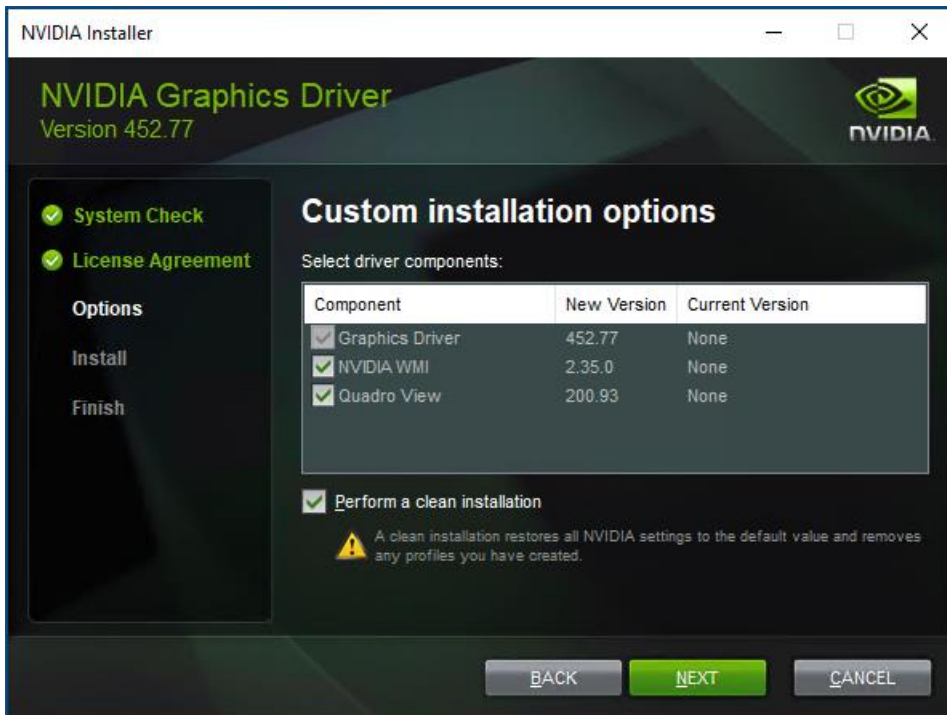 NVIDIA Installer
NVIDIA Graphics Driver
Version 452.77
NVIDIA.
System Check
License Agreement
Options
Install
Finish
Custom installation options
Select driver components:
Component New Version Current Version
Graphics Driver 452.77 None
NVIDIA WMI 2.35.0 None
Quadro View 200.93 None
Perform a clean installation
A clean installation restores all NVIDIA settings to the default value and removes
any profiles you have created.
BACK NEXT CANCEL